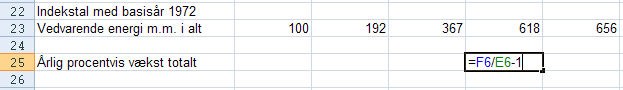 22 Indekstal med basisår 1972
23 Vedvarende energi m.m. i alt 100 192 367 618 656
24
25 Årlig procentvis vækst totalt =F6/E6-1
26